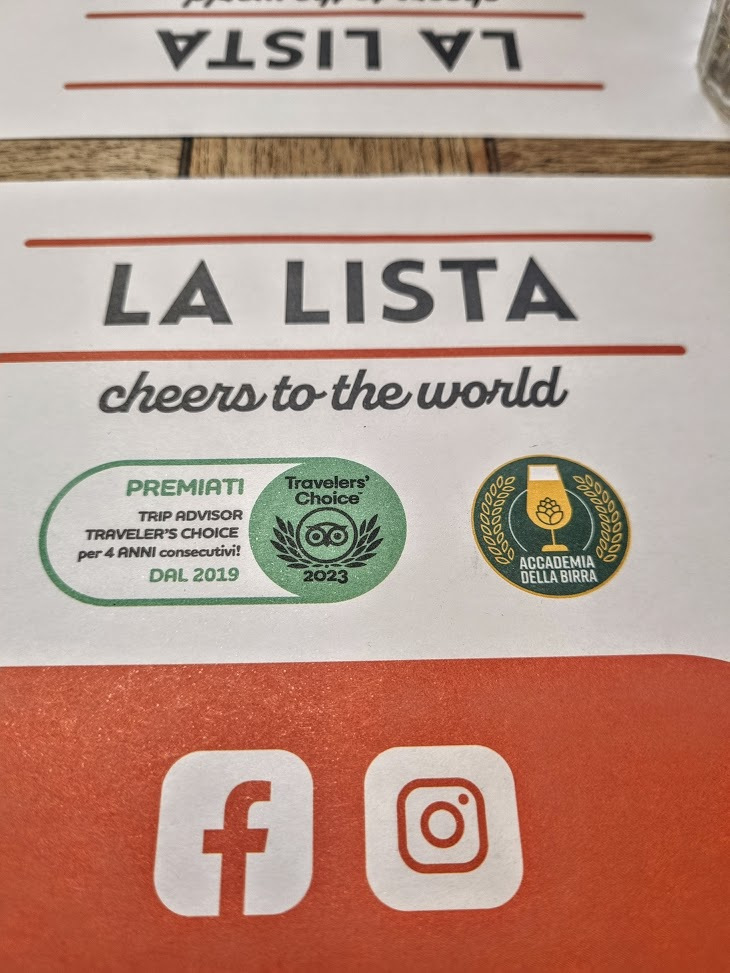 LA LISTA
LA LISTA
cheers to the world
PREMIATI
TRIP ADVISOR
TRAVELER'S CHOICE
per 4 ANNI consecutivi!
DAL 2019
Travelers'
Choice™
2023
ACCADEMIA
DELLA BIRRA